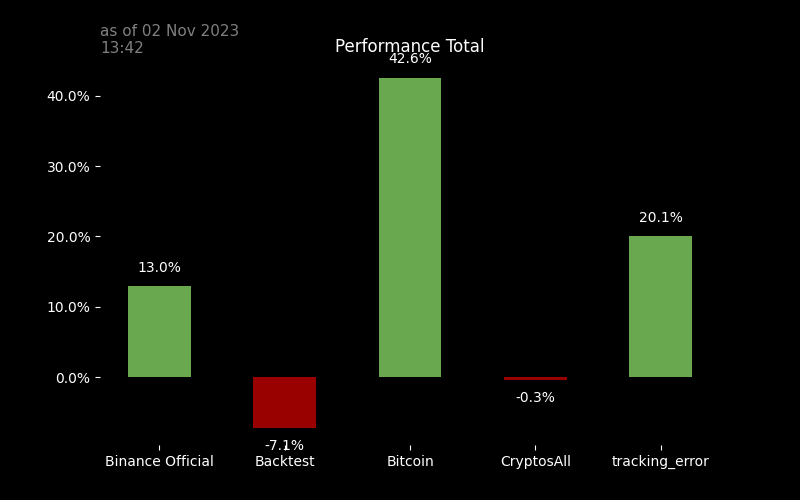 as of 02 Nov 2023
13:42
Performance Total
42.6%
40.0%
30.0%
20.1%
20.0%
13.0%
10.0%
0.0%
-0.3%
-7.1%
Binance Official
Backtest
Bitcoin
CryptosAll
tracking_error